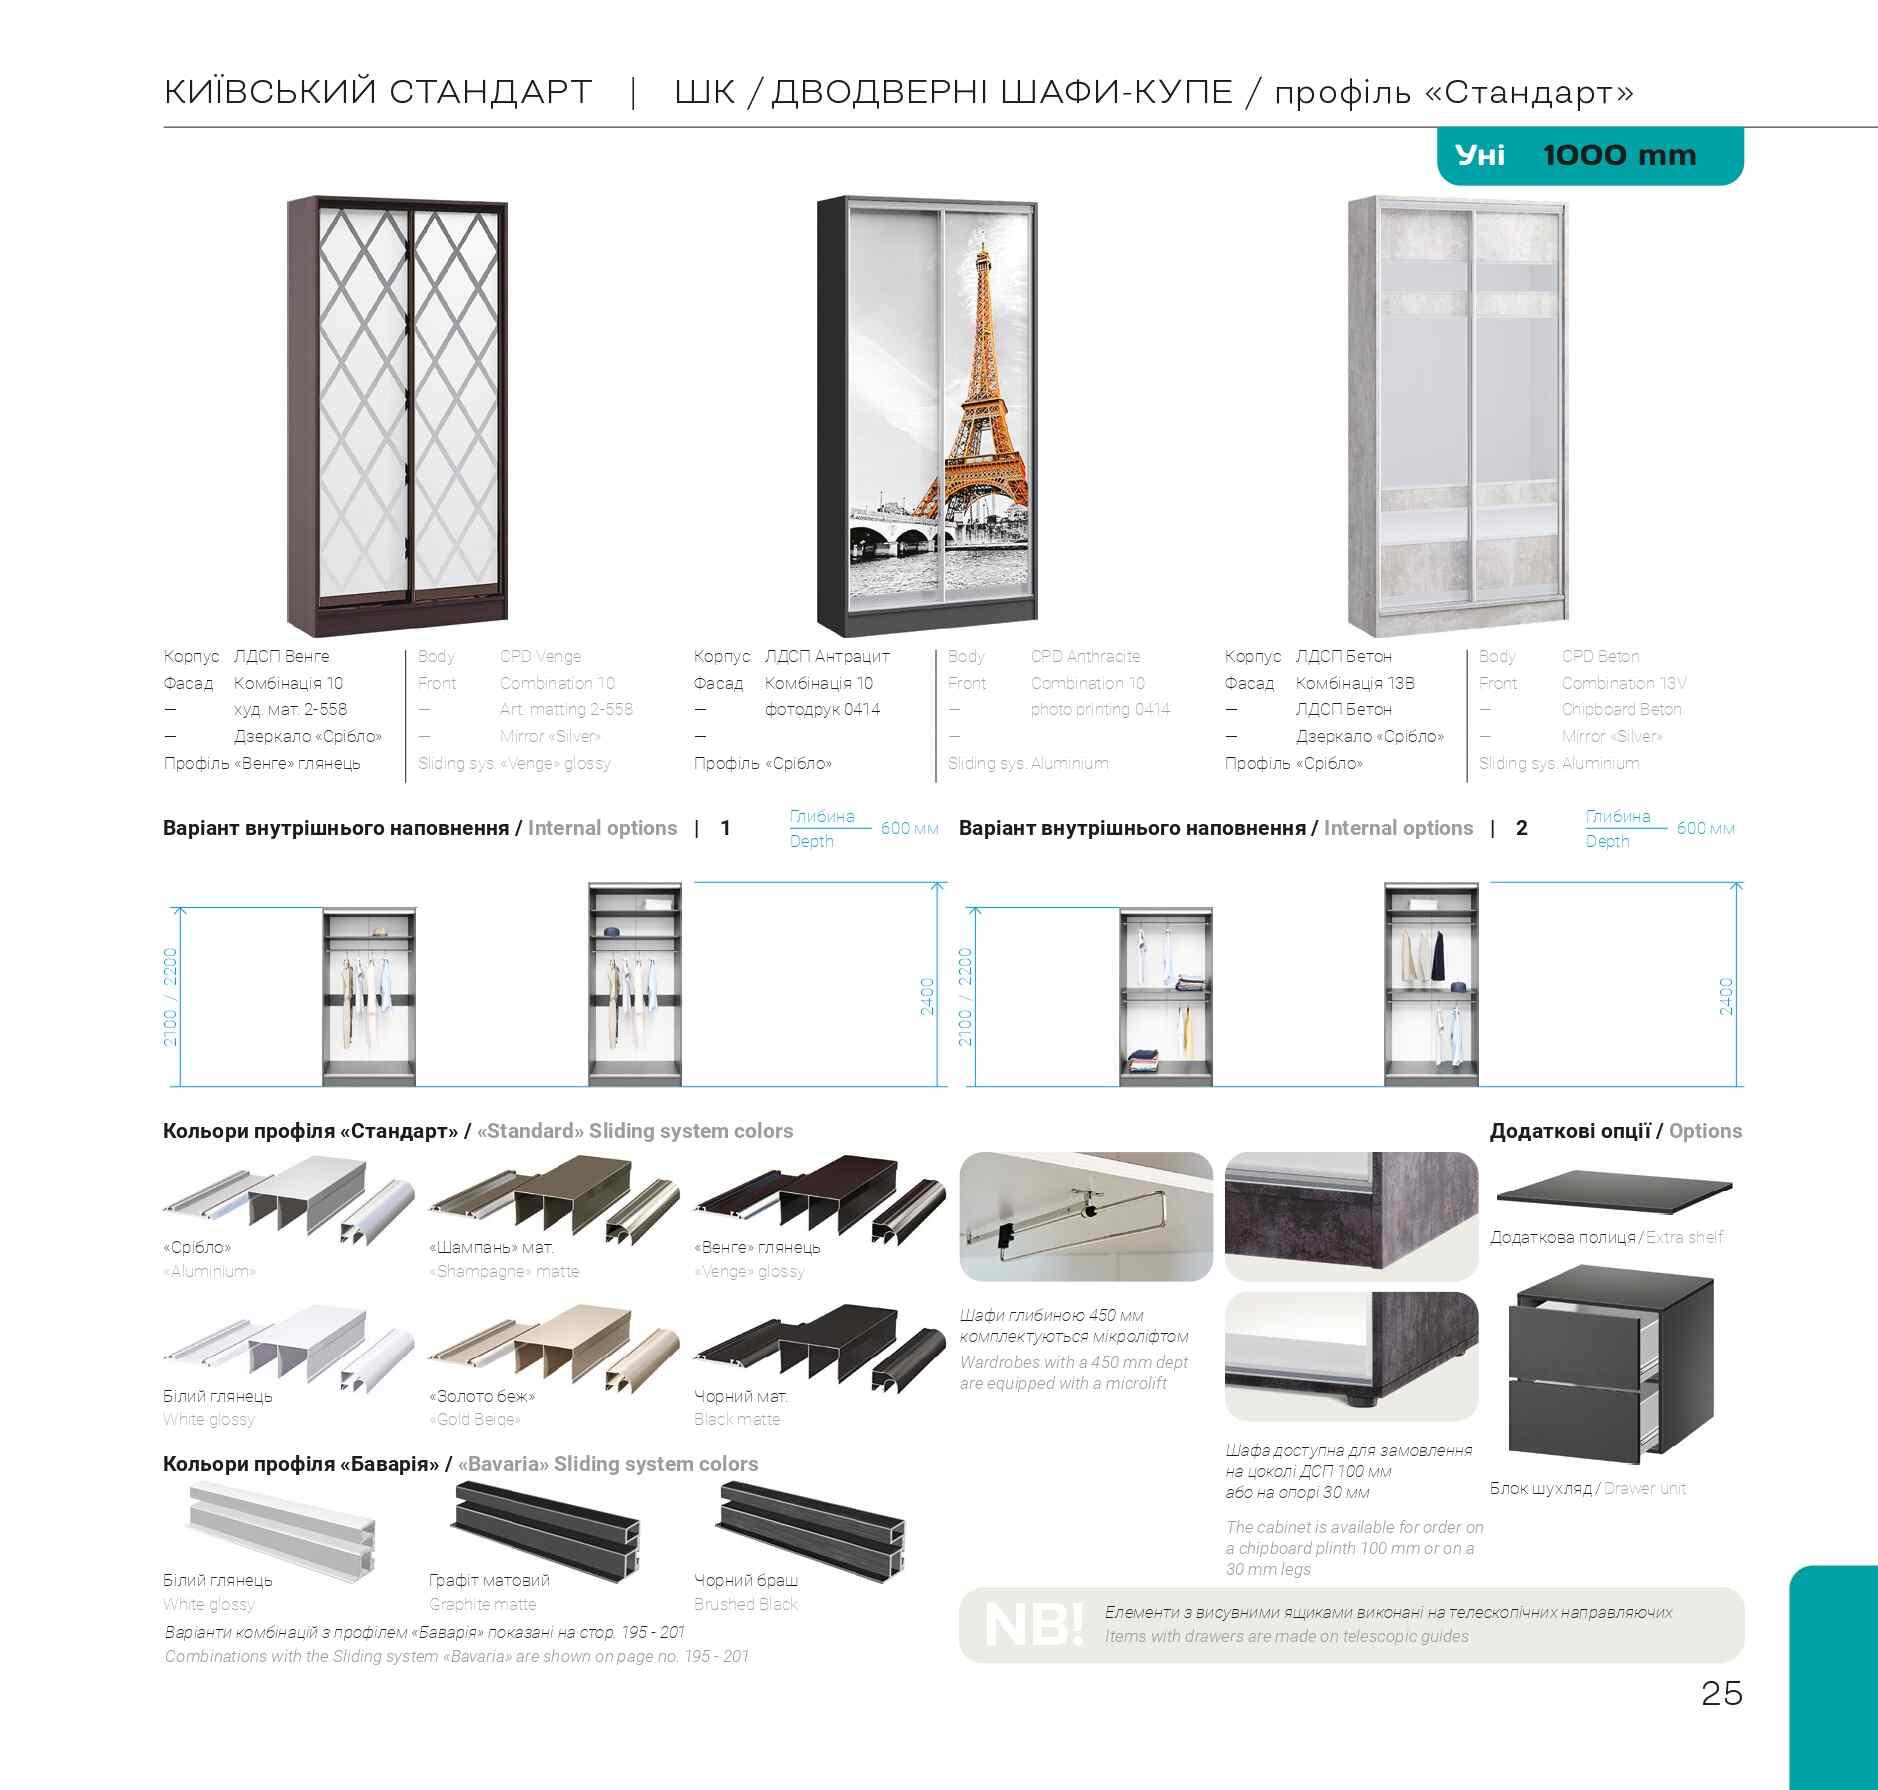 КИЇВСЬКИЙ СТАНДАРТ | ШК / ДВОДВЕРНІ ШАФИ-КУПЕ / профіль «Стандарт»
Уні 1000 mm
Корпус ЛДСП Венге
Фасад Комбінація 10
— худ. мат. 2-558
— Дзеркало «Срібло»
Профіль «Венге» глянець
Body CPD Venge
Front Combination 10
— Art. matting 2-558
— Mirror «Silver»
Sliding sys. «Venge» glossy
Корпус ЛДСП Антрацит
Фасад Комбінація 10
— фотодрук 0414
—
Профіль «Срібло»
Body CPD Anthracite
Front Combination 10
— photo printing 0414
—
Sliding sys. Aluminium
Корпус ЛДСП Бетон
Фасад Комбінація 13В
— ЛДСП Бетон
— Дзеркало «Срібло»
Профіль «Срібло»
Body CPD Beton
Front Combination 13V
— Chipboard Beton
— Mirror «Silver»
Sliding sys. Aluminium
Варіант внутрішнього наповнення / Internal options | 1
Глибина
Depth
600 мм
Варіант внутрішнього наповнення / Internal options | 2
Глибина
Depth
600 мм
2100 / 2200
2400
2100 / 2200
2400
Кольори профіля «Стандарт» / «Standard» Sliding system colors
«Срібло»
«Aluminium»
«Шампань» мат.
«Shampagne» matte
«Венге» глянець
«Venge» glossy
Білий глянець
White glossy
«Золото беж»
«Gold Beige»
Чорний мат.
Black matte
Кольори профіля «Баварія» / «Bavaria» Sliding system colors
Білий глянець
White glossy
Графіт матовий
Graphite matte
Чорний браш
Brushed Black
Варіанти комбінацій з профілем «Баварія» показані на стор. 195 - 201
Combinations with the Sliding system «Bavaria» are shown on page no. 195 - 201
Шафи глибиною 450 мм
комплектуються мікроліфтом
Wardrobes with a 450 mm dept
are equipped with a microlift
Шафа доступна для замовлення
на цоколі ДСП 100 мм
або на опорі 30 мм
The cabinet is available for order on
a chipboard plinth 100 mm or on a
30 mm legs
Додаткові опції / Options
Додаткова полиця / Extra shelf
Блок шухляд / Drawer unit
NB!
Елементи з висувними ящиками виконані на телескопічних направляючих
Items with drawers are made on telescopic guides
25